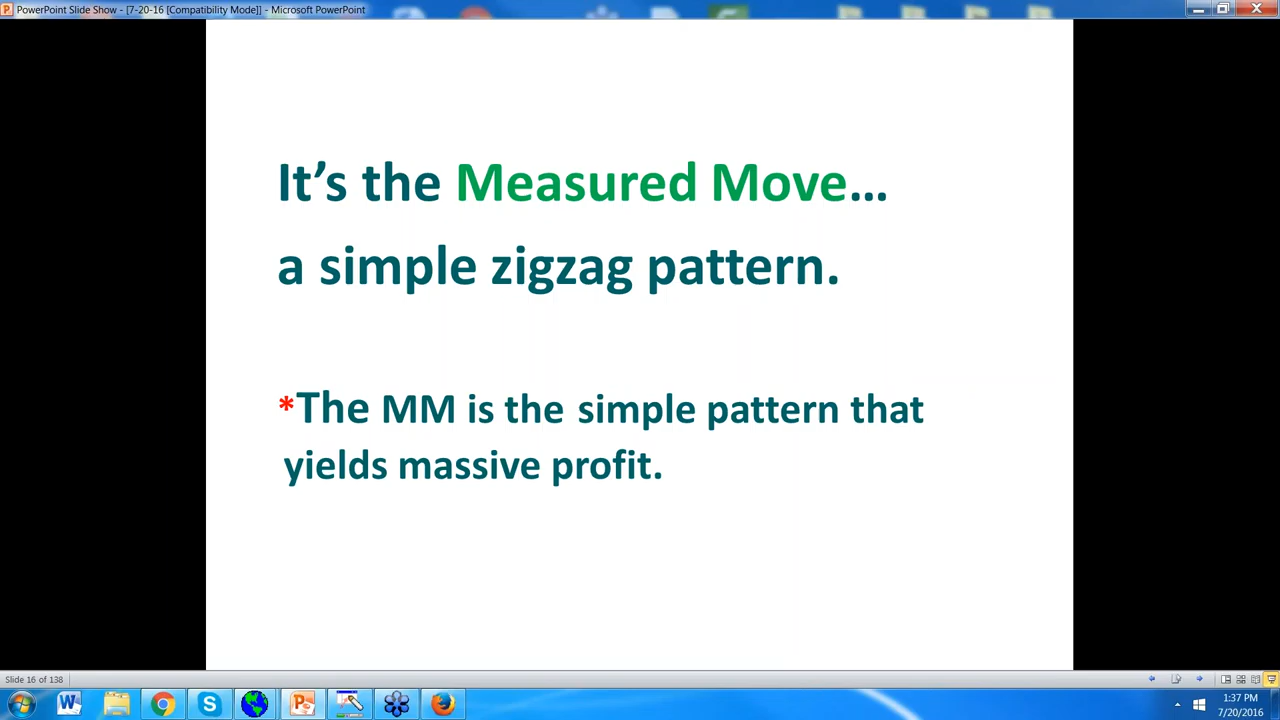 PowerPoint Slide Show - [7-20-16 [Compatibility Mode]] - Microsoft PowerPoint
It’s the Measured Move…
a simple zigzag pattern.
*The MM is the simple pattern that
yields massive profit.
Slide 16 of 138
1:37 PM
7/20/2016